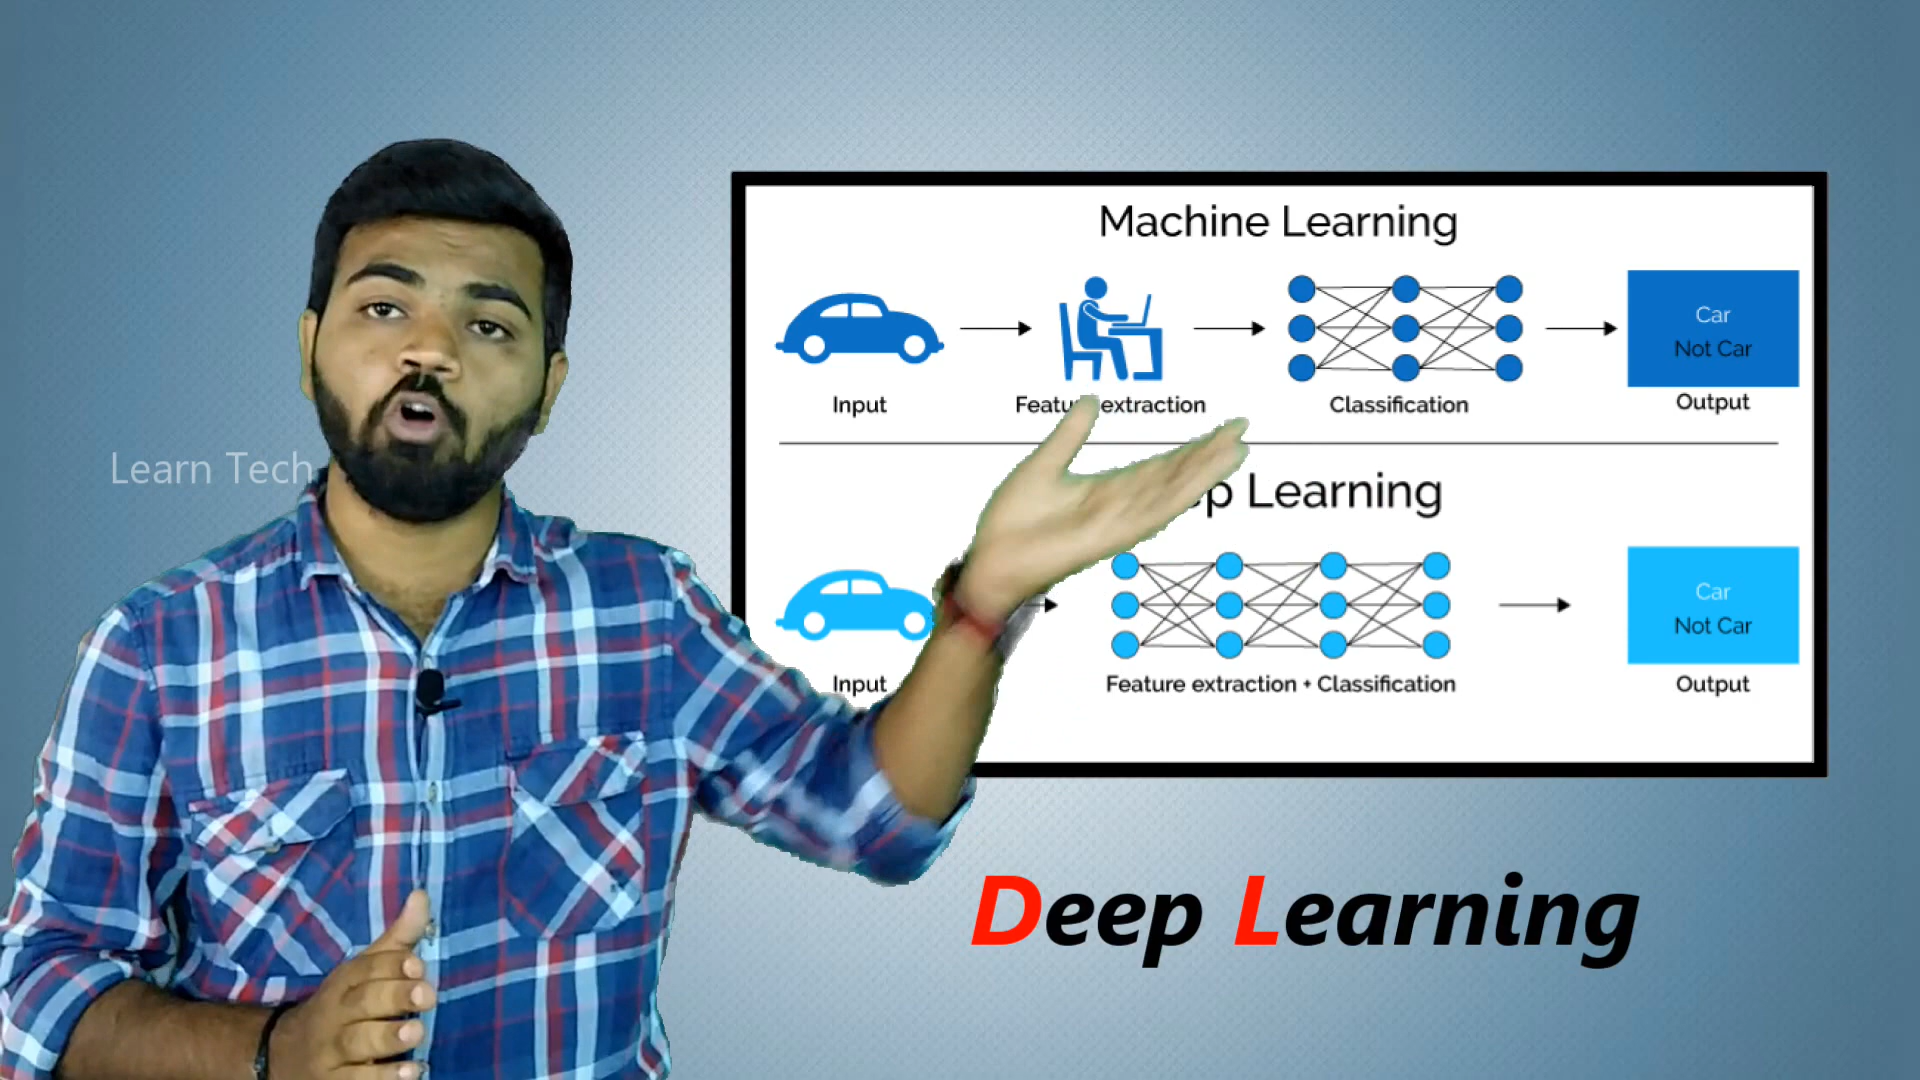 Machine Learning
Car
Not Car
Input
extraction
Classification
Output
Learn Tech
Learning
Car
Not Car
Input
Feature extraction + Classification
Output
Deep Learning